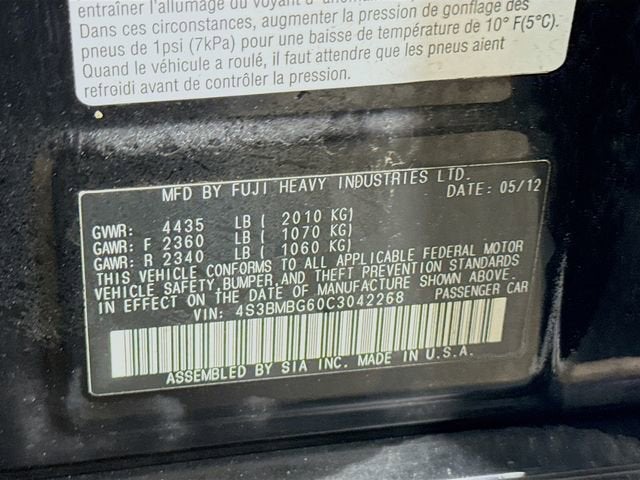 entraîner l'allumage du voyant d'anomalie
Dans ces circonstances, augmenter la pression de gonflage des
pneus de 1psi (7kPa) pour une baisse de température de 10° F(5°C).
Quand le véhicule a roulé, il faut attendre que les pneus aient
refroidi avant de contrôler la pression.
MFD BY FUJI HEAVY INDUSTRIES LTD.
DATE: 05/12
GVWR: 4435 LB ( 2010 KG)
GAWR: F 2360 LB ( 1070 KG)
GAWR: R 2340 LB ( 1060 KG)
THIS VEHICLE CONFORMS TO ALL APPLICABLE FEDERAL MOTOR
VEHICLE SAFETY,BUMPER,AND THEFT PREVENTION STANDARDS
IN EFFECT ON THE DATE OF MANUFACTURE SHOWN ABOVE.
VIN: 4S3BMBG60C3042268 PASSENGER CAR
ASSEMBLED BY SIA INC. MADE IN U.S.A.